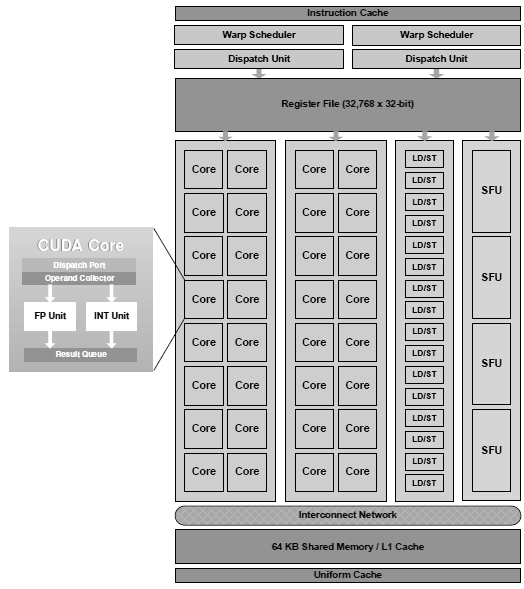 Instruction Cache
Warp Scheduler Warp Scheduler
Dispatch Unit Dispatch Unit
Register File (32,768 x 32-bit)
Core Core Core Core LD/ST
LD/ST SFU
Core Core Core Core LD/ST
LD/ST
Core Core Core Core LD/ST
LD/ST SFU
Core Core Core Core LD/ST
LD/ST
Core Core Core Core LD/ST
LD/ST SFU
Core Core Core Core LD/ST
LD/ST
Core Core Core Core LD/ST
LD/ST SFU
Core Core Core Core LD/ST
LD/ST
CUDA Core
Dispatch Port
Operand Collector
FP Unit INT Unit
Result Queue
Interconnect Network
64 KB Shared Memory / L1 Cache
Uniform Cache